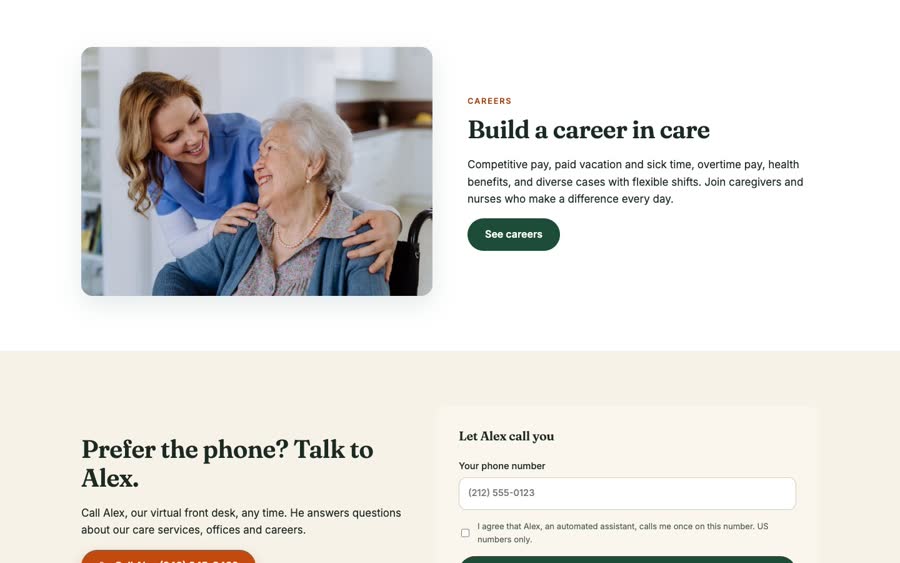 CAREERS
Build a career in care
Competitive pay, paid vacation and sick time, overtime pay, health
benefits, and diverse cases with flexible shifts. Join caregivers and
nurses who make a difference every day.
See careers
Prefer the phone? Talk to
Alex.
Call Alex, our virtual front desk, any time. He answers questions
about our care services, offices and careers.
Let Alex call you
Your phone number
(212) 555-0123
I agree that Alex, an automated assistant, calls me once on this number. US
numbers only.